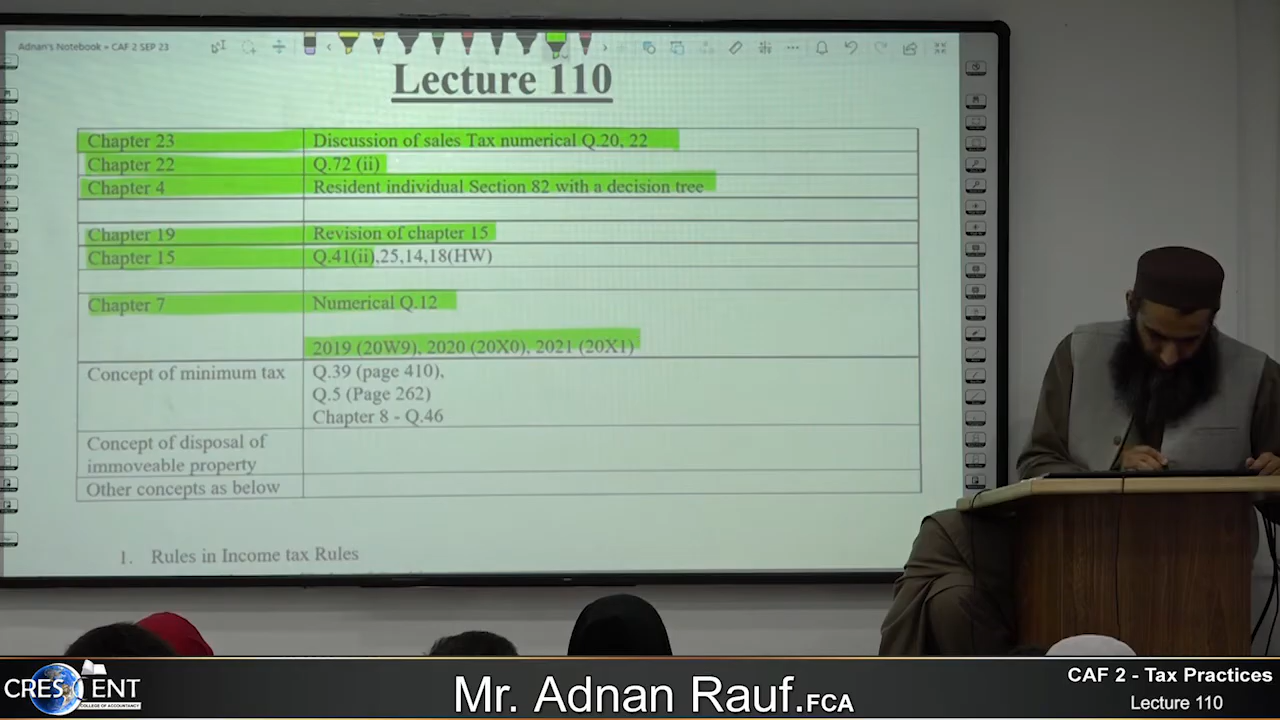 Adnan's Notebook » CAF 2 SEP 23
Lecture 110
Chapter 23 Discussion of sales Tax numerical Q.20, 22
Chapter 22 Q.72 (ii)
Chapter 4 Resident individual Section 82 with a decision tree
Chapter 19 Revision of chapter 15
Chapter 15 Q.41(ii),25,14,18(HW)
Chapter 7 Numerical Q.12
2019 (20W9), 2020 (20X0), 2021 (20X1)
Concept of minimum tax Q.39 (page 410),
Q.5 (Page 262)
Chapter 8 - Q.46
Concept of disposal of
immoveable property
Other concepts as below
1. Rules in Income tax Rules
CRESCENT
COLLEGE OF ACCOUNTANCY
Mr. Adnan Rauf.FCA
CAF 2 - Tax Practices
Lecture 110